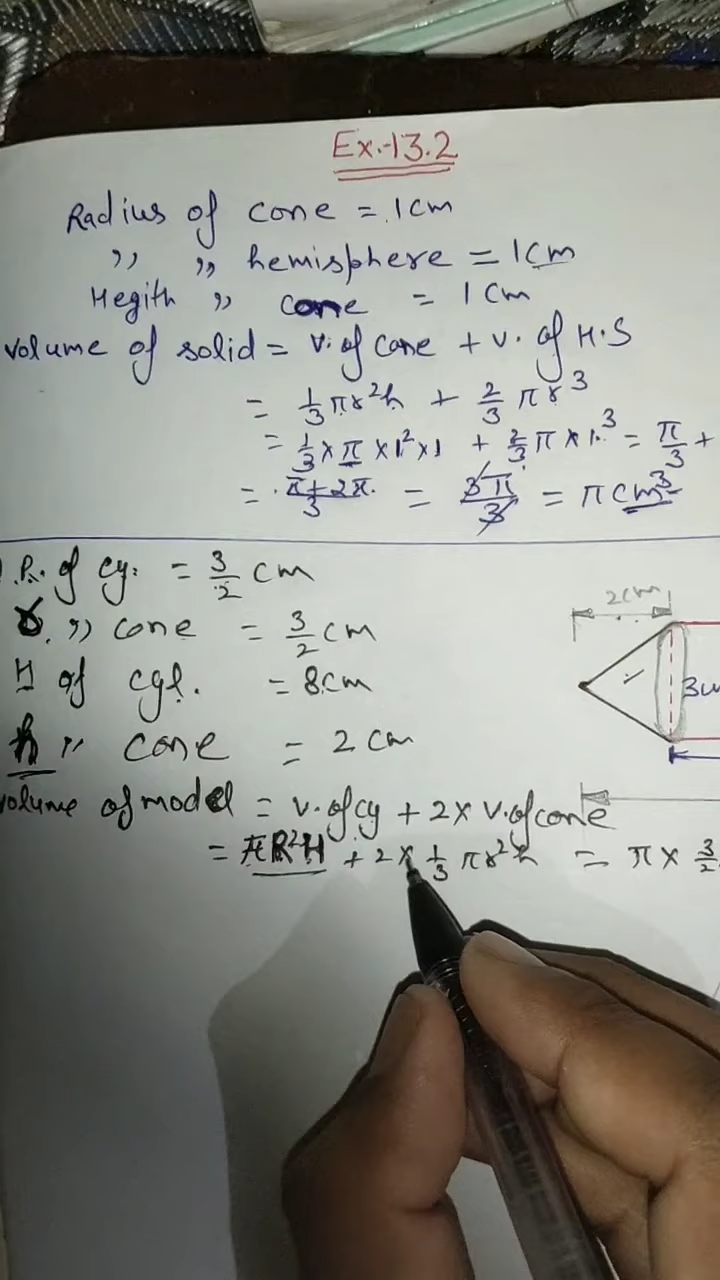 Ex.-13.2
Radius of cone = 1cm
,, ,, hemisphere = 1cm
Hegith ,, cone = 1 cm
volume of solid = V. of cone + v. of H.S
= 1/3 πr²h + 2/3 πr³
= 1/3 × π × 1² × 1 + 2/3 π × 1³ = π/3 +
= π+2π/3 = 3π/3 = π cm³
R. of cy. = 3/2 cm
r. ,, cone = 3/2 cm
2cm
H of cyl. = 8cm
3cm
h ,, cone = 2 cm
volume of model = V. of cy + 2 × V. of cone
= πR²H + 2 × 1/3 πr²h = π × 3/2